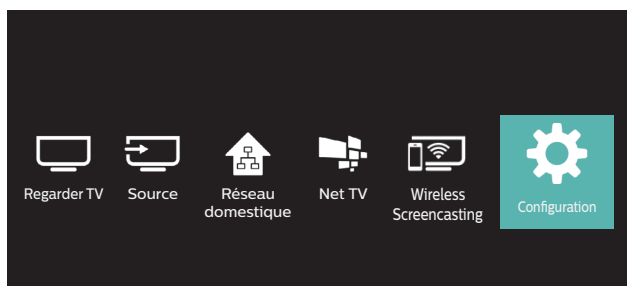 Regarder TV
Source
Réseau
domestique
Net TV
Wireless
Screencasting
Configuration